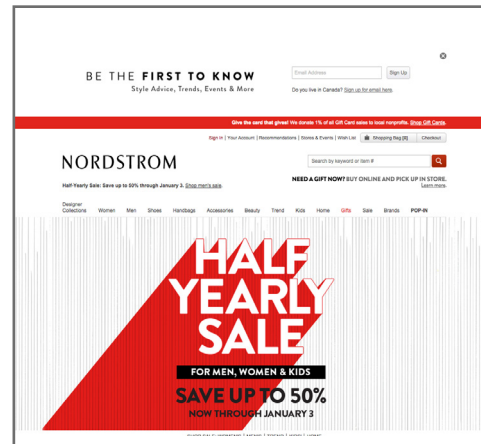 BE THE FIRST TO KNOW
Style Advice, Trends, Events & More
Email Address
Sign Up
Do you live in Canada? Sign up for email here.
Give the card that gives! We donate 1% of all Gift Card sales to local nonprofits. Shop Gift Cards.
Sign In | Your Account | Recommendations | Stores & Events | Wish List
Shopping Bag [0]
Checkout
NORDSTROM
Search by keyword or item #
Half-Yearly Sale: Save up to 50% through January 3. Shop men's sale.
NEED A GIFT NOW? BUY ONLINE AND PICK UP IN STORE.
Learn more.
Designer
Collections Women Men Shoes Handbags Accessories Beauty Trend Kids Home Gifts Sale Brands POP-IN
HALF
YEARLY
SALE
FOR MEN, WOMEN & KIDS
SAVE UP TO 50%
NOW THROUGH JANUARY 3